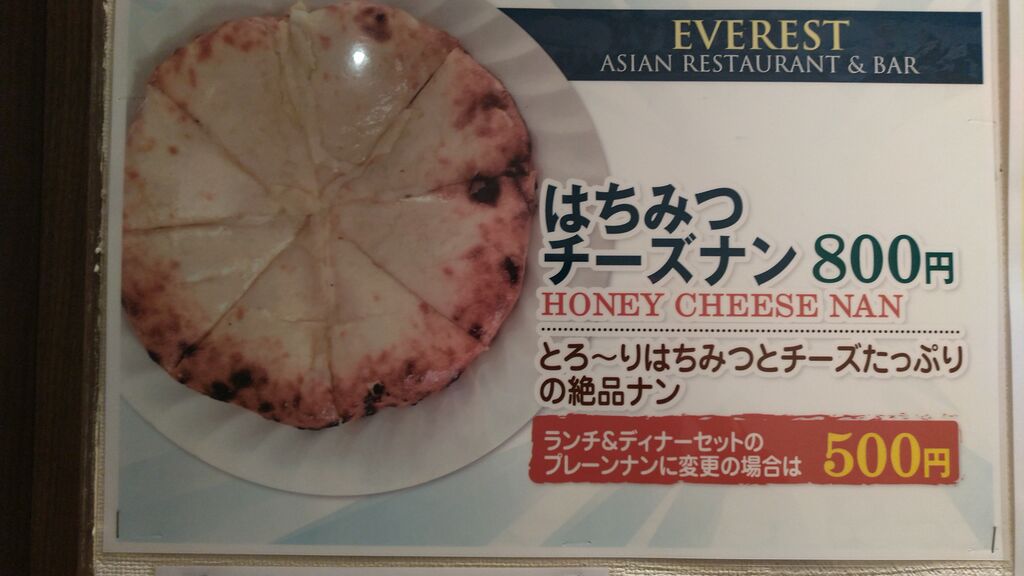 EVEREST
ASIAN RESTAURANT & BAR
はちみつ
チーズナン 800円
HONEY CHEESE NAN
とろ〜りはちみつとチーズたっぷり
の絶品ナン
ランチ&ディナーセットの
プレーンナンに変更の場合は 500円